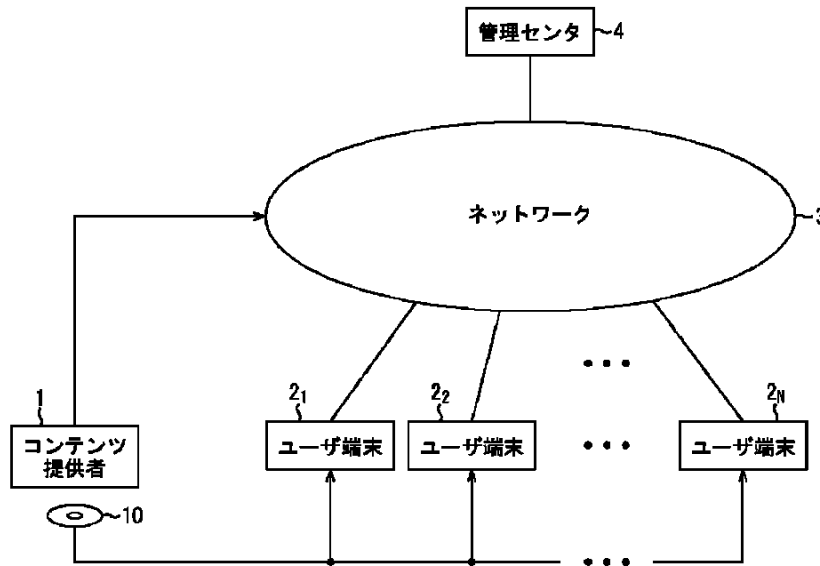 管理センタ
4
ネットワーク
3
1
2₁
2₂
2N
コンテンツ
提供者
ユーザ端末
ユーザ端末
ユーザ端末
10